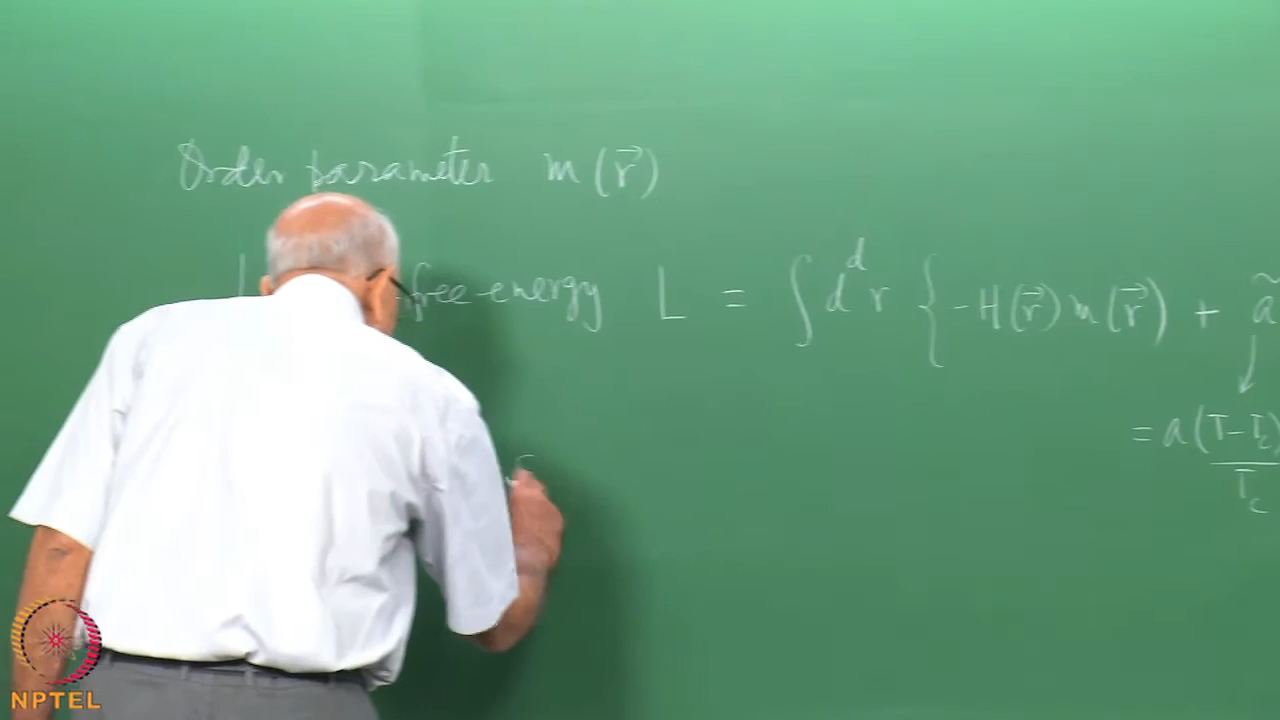 Order parameter m(r⃗)
free-energy L = ∫ d^d r { -H(r⃗) m(r⃗) + ã
= a (T-T_c)
T_c
NPTEL